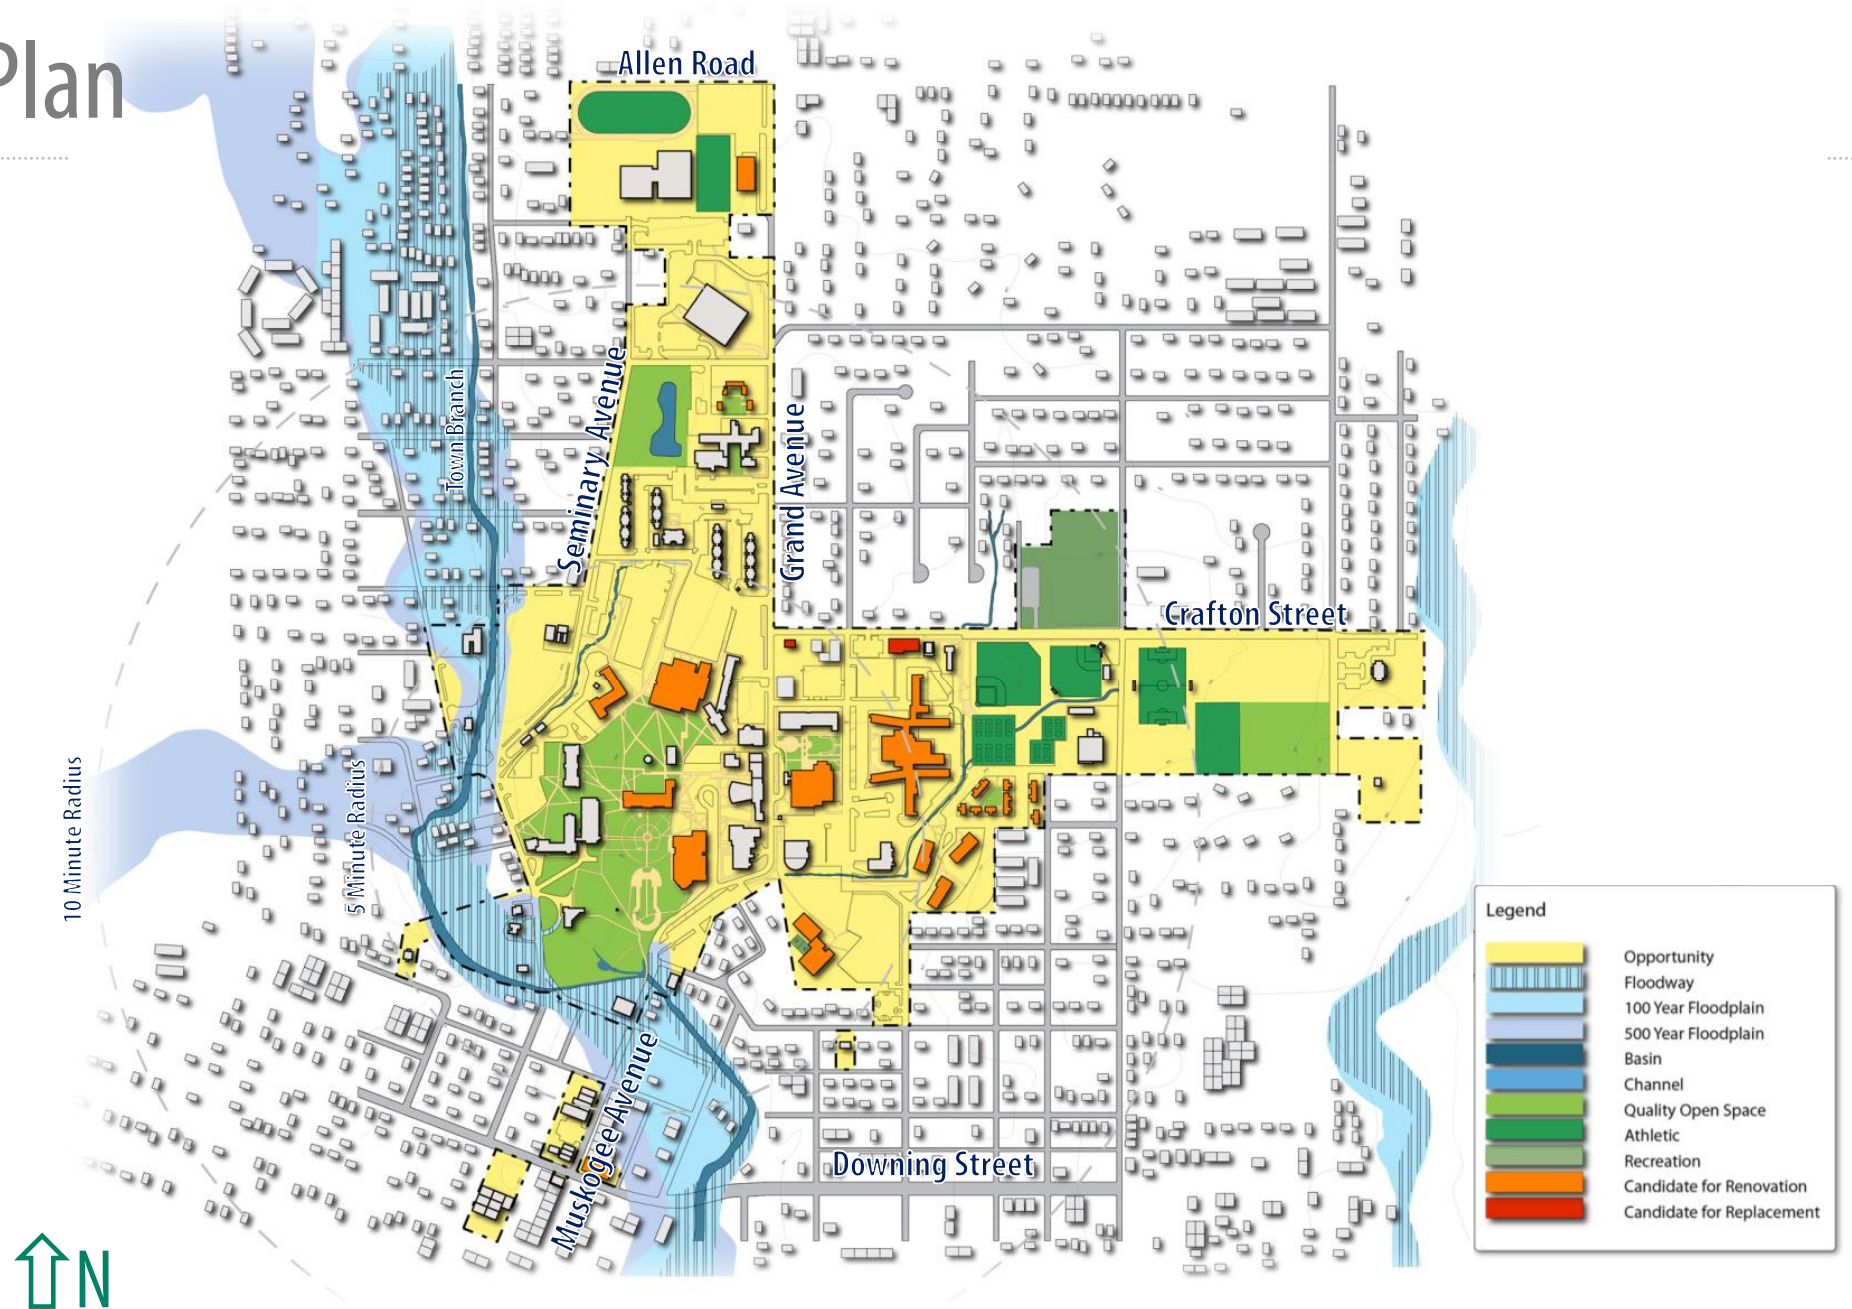 Plan
Allen Road
Town Branch
Seminary Avenue
Grand Avenue
Crafton Street
10 Minute Radius
5 Minute Radius
Muskogee Avenue
Downing Street
Legend
Opportunity
Floodway
100 Year Floodplain
500 Year Floodplain
Basin
Channel
Quality Open Space
Athletic
Recreation
Candidate for Renovation
Candidate for Replacement
N